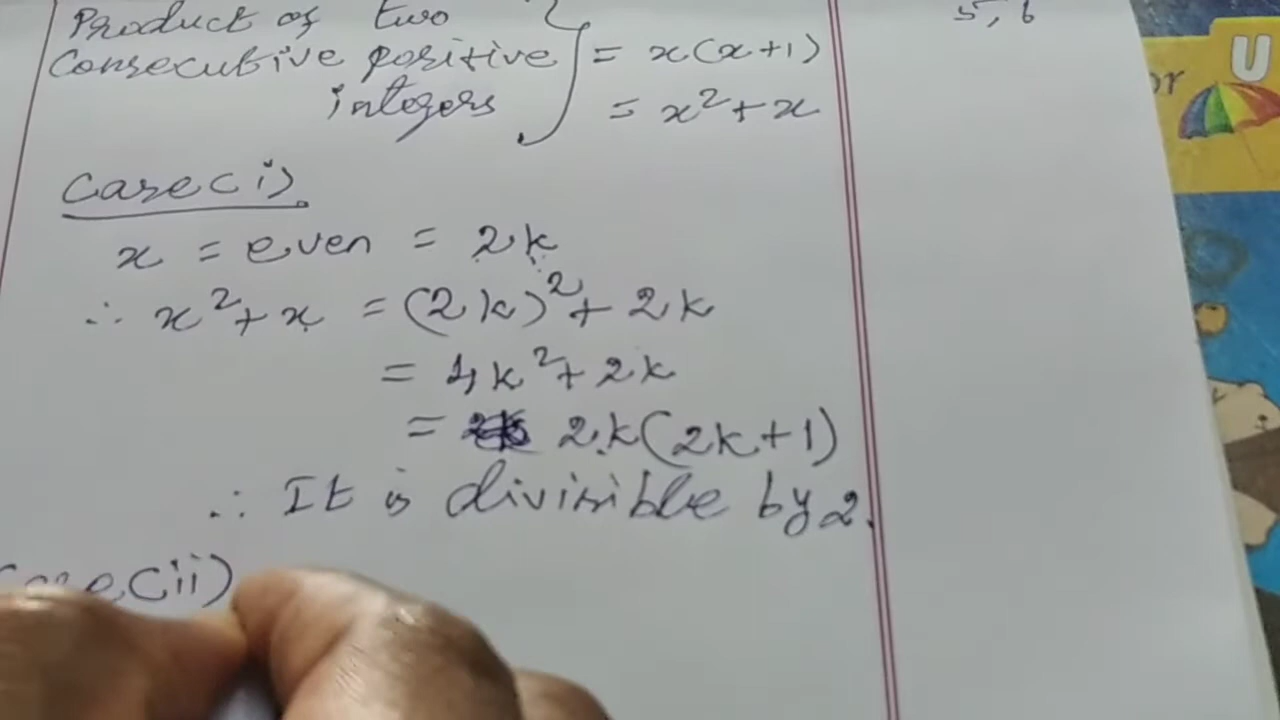 Product of two
Consecutive positive
integers
= x(x+1)
= x²+x
5, 6
U
or
Case(i)
x = even = 2k
∴ x²+x = (2k)²+2k
= 4k²+2k
= 2k(2k+1)
∴ It is divisible by 2.
Case(ii)